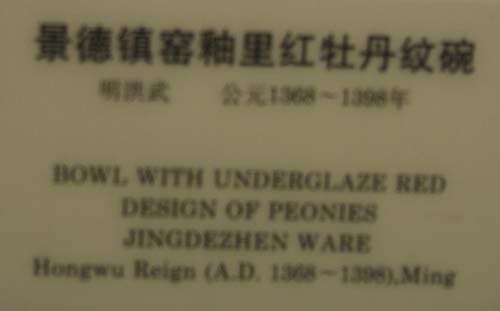 景德镇窑釉里红牡丹纹碗
明洪武 公元1368～1398年
BOWL WITH UNDERGLAZE RED
DESIGN OF PEONIES
JINGDEZHEN WARE
Hongwu Reign (A.D. 1368～1398),Ming